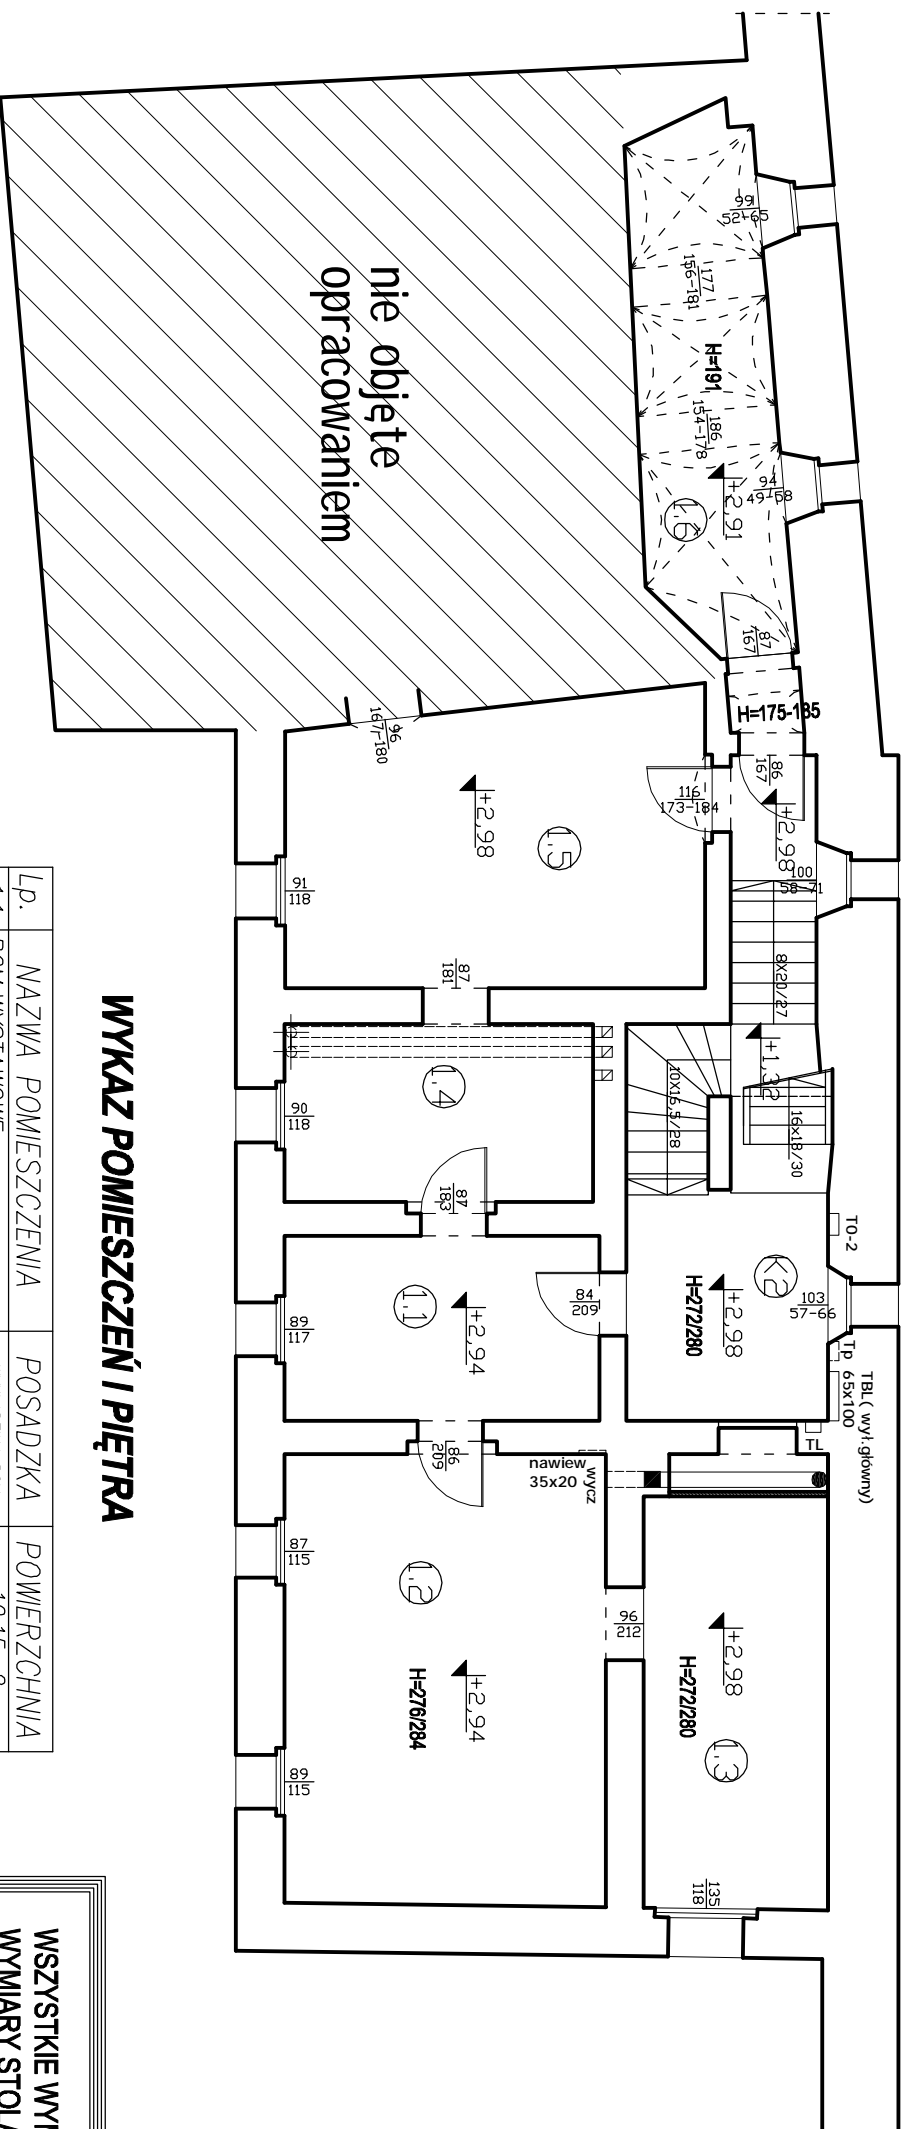 nie objęte
opracowaniem
99
52-65
177
156-181
H=191
186
154-178
94
49-58
+2,91
1.6
87
167
H=175-185
86
167
+2,98
100
58-71
96
167-180
116
173-184
+2,98
1.5
91
118
87
181
8X20/27
+1,32
16x18/30
10x16,5/28
1.4
90
118
87
183
TO-2
K2
+2,98
H=272/280
103
57-66
Tp
TBL( wył.główny)
65x100
TL
84
209
1.1
+2,94
89
117
86
209
nawiew
35x20
wycz
87
115
1.2
+2,94
H=276/284
96
212
+2,98
H=272/280
1.3
89
115
135
118
WYKAZ POMIESZCZEŃ I PIĘTRA
Lp. NAZWA POMIESZCZENIA POSADZKA POWIERZCHNIA
WSZYSTKIE WYM
WYMIARY STOLA